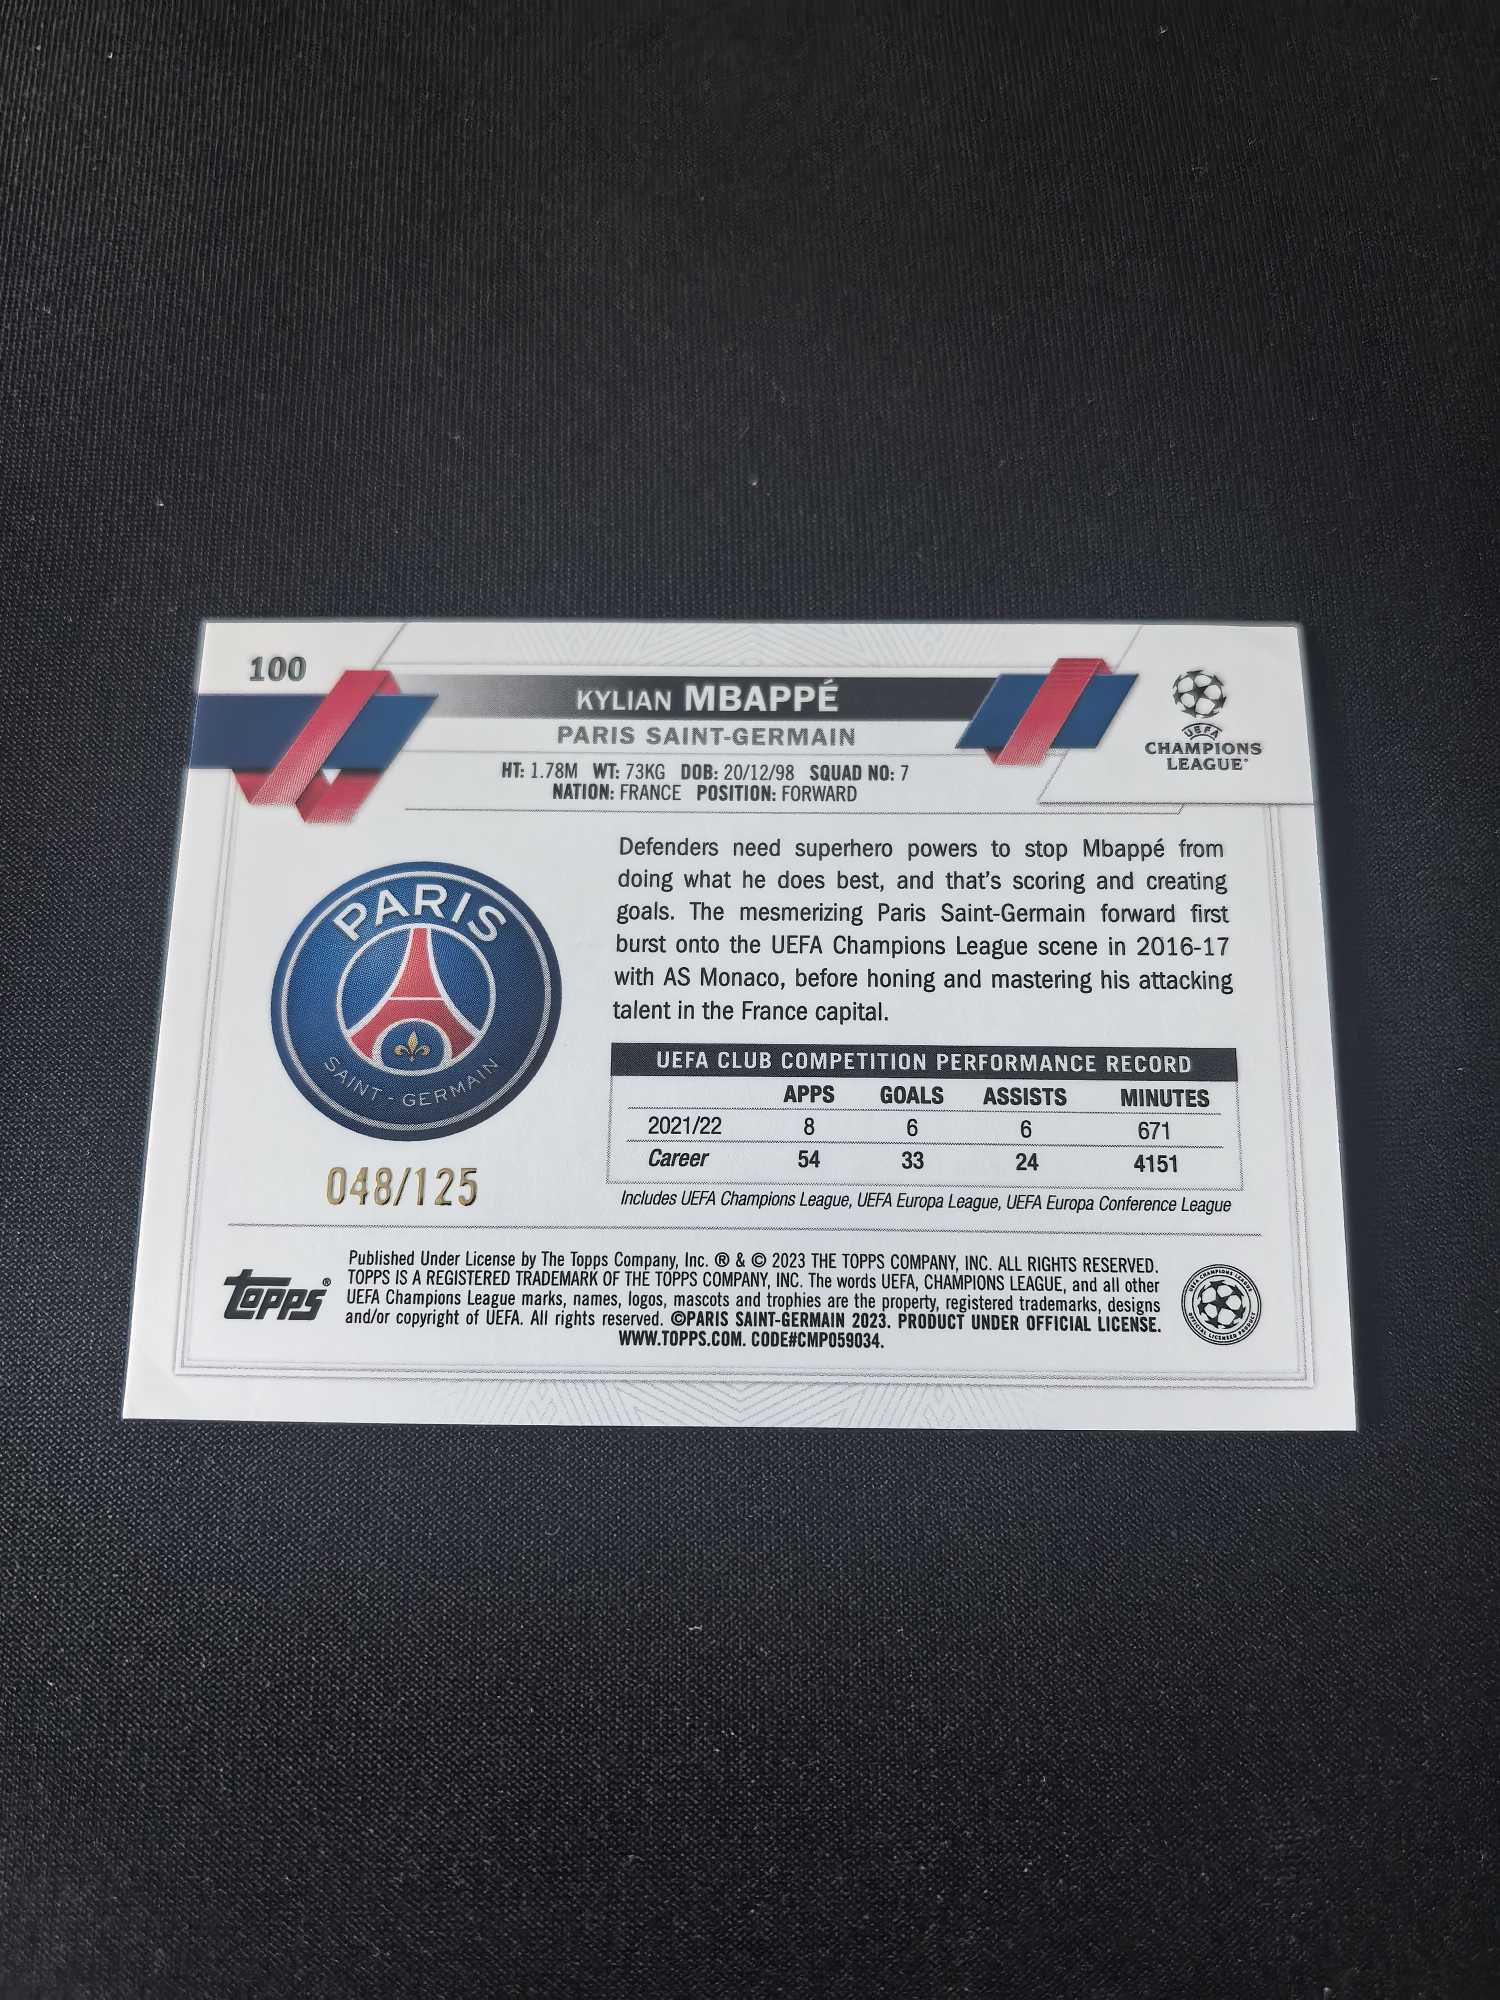 100
KYLIAN MBAPPÉ
PARIS SAINT-GERMAIN
HT: 1.78M WT: 73KG DOB: 20/12/98 SQUAD NO: 7
NATION: FRANCE POSITION: FORWARD
UEFA
CHAMPIONS
LEAGUE®
Defenders need superhero powers to stop Mbappé from
doing what he does best, and that's scoring and creating
goals. The mesmerizing Paris Saint-Germain forward first
burst onto the UEFA Champions League scene in 2016-17
with AS Monaco, before honing and mastering his attacking
talent in the France capital.
PARIS
SAINT-GERMAIN
048/125
UEFA CLUB COMPETITION PERFORMANCE RECORD
APPS GOALS ASSISTS MINUTES
2021/22 8 6 6 671
Career 54 33 24 4151
Includes UEFA Champions League, UEFA Europa League, UEFA Europa Conference League
Topps®
Published Under License by The Topps Company, Inc. ® & © 2023 THE TOPPS COMPANY, INC. ALL RIGHTS RESERVED.
TOPPS IS A REGISTERED TRADEMARK OF THE TOPPS COMPANY, INC. The words UEFA, CHAMPIONS LEAGUE, and all other
UEFA Champions League marks, names, logos, mascots and trophies are the property, registered trademarks, designs
and/or copyright of UEFA. All rights reserved. ©PARIS SAINT-GERMAIN 2023. PRODUCT UNDER OFFICIAL LICENSE.
WWW.TOPPS.COM. CODE#CMP059034.
UEFA CHAMPIONS LEAGUE
OFFICIAL LICENSED PRODUCT